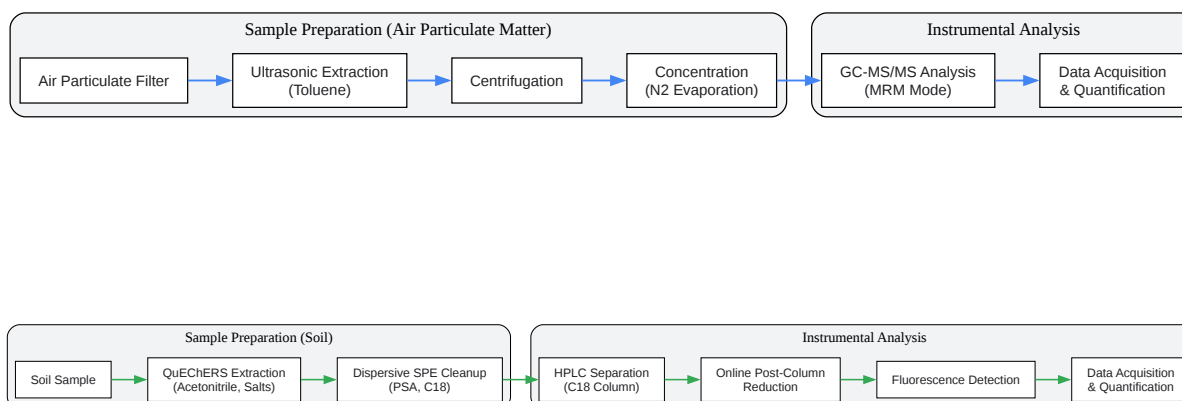 Sample Preparation (Air Particulate Matter)
Instrumental Analysis
Air Particulate Filter
Ultrasonic Extraction
(Toluene)
Centrifugation
Concentration
(N2 Evaporation)
GC-MS/MS Analysis
(MRM Mode)
Data Acquisition
& Quantification
Sample Preparation (Soil)
Instrumental Analysis
Soil Sample
QuEChERS Extraction
(Acetonitrile, Salts)
Dispersive SPE Cleanup
(PSA, C18)
HPLC Separation
(C18 Column)
Online Post-Column
Reduction
Fluorescence Detection
Data Acquisition
& Quantification